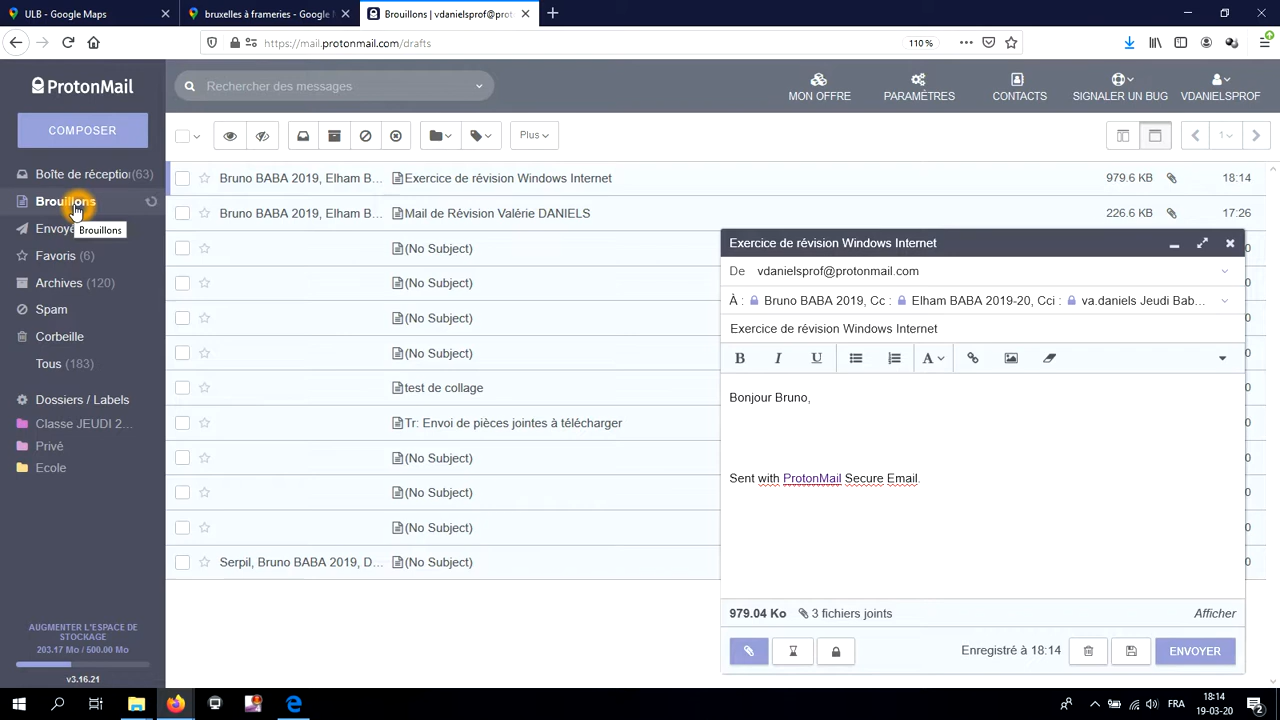 ULB - Google Maps
bruxelles à frameries - Google M
Brouillons | vdanielsprof@prot
https://mail.protonmail.com/drafts
110 %
ProtonMail
Rechercher des messages
MON OFFRE
PARAMÈTRES
CONTACTS
SIGNALER UN BUG
VDANIELSPROF
COMPOSER
Plus
1
Boîte de réceptio (63)
Brouillons
Envoyé
Brouillons
Favoris (6)
Archives (120)
Spam
Corbeille
Tous (183)
Dossiers / Labels
Classe JEUDI 2...
Privé
Ecole
AUGMENTER L'ESPACE DE
STOCKAGE
203.17 Mo / 500.00 Mo
v3.16.21
Bruno BABA 2019, Elham B... Exercice de révision Windows Internet 979.6 KB 18:14
Bruno BABA 2019, Elham B... Mail de Révision Valérie DANIELS 226.6 KB 17:26
(No Subject)
(No Subject)
(No Subject)
(No Subject)
test de collage
Tr: Envoi de pièces jointes à télécharger
(No Subject)
(No Subject)
(No Subject)
Serpil, Bruno BABA 2019, D... (No Subject)
Exercice de révision Windows Internet
De vdanielsprof@protonmail.com
À : Bruno BABA 2019, Cc : Elham BABA 2019-20, Cci : va.daniels Jeudi Bab...
Exercice de révision Windows Internet
B I U A
Bonjour Bruno,
Sent with ProtonMail Secure Email.
979.04 Ko 3 fichiers joints Afficher
Enregistré à 18:14 ENVOYER
FRA
18:14
19-03-20
2